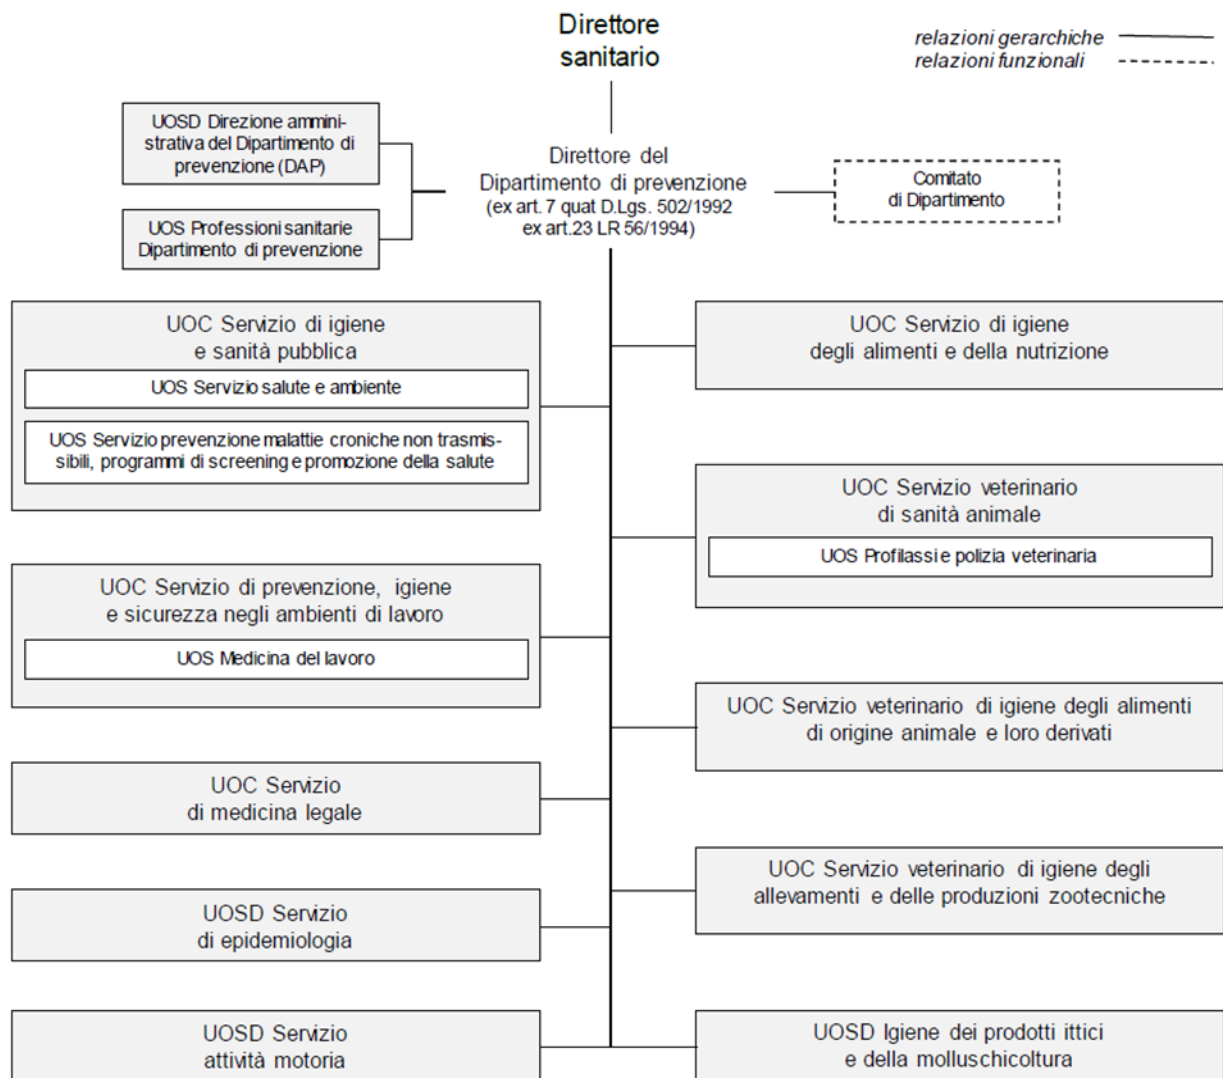 Direttore
sanitario
relazioni gerarchiche
relazioni funzionali
UOSD Direzione ammini-
strativa del Dipartimento di
prevenzione (DAP)
UOS Professioni sanitarie
Dipartimento di prevenzione
Direttore del
Dipartimento di prevenzione
(ex art. 7 quat D.Lgs. 502/1992
ex art.23 LR 56/1994)
Comitato
di Dipartimento
UOC Servizio di igiene
e sanità pubblica
UOS Servizio salute e ambiente
UOS Servizio prevenzione malattie croniche non trasmis-
sibili, programmi di screening e promozione della salute
UOC Servizio di prevenzione, igiene
e sicurezza negli ambienti di lavoro
UOS Medicina del lavoro
UOC Servizio
di medicina legale
UOSD Servizio
di epidemiologia
UOSD Servizio
attività motoria
UOC Servizio di igiene
degli alimenti e della nutrizione
UOC Servizio veterinario
di sanità animale
UOS Profilassi e polizia veterinaria
UOC Servizio veterinario di igiene degli alimenti
di origine animale e loro derivati
UOC Servizio veterinario di igiene degli
allevamenti e delle produzioni zootecniche
UOSD Igiene dei prodotti ittici
e della molluschicoltura